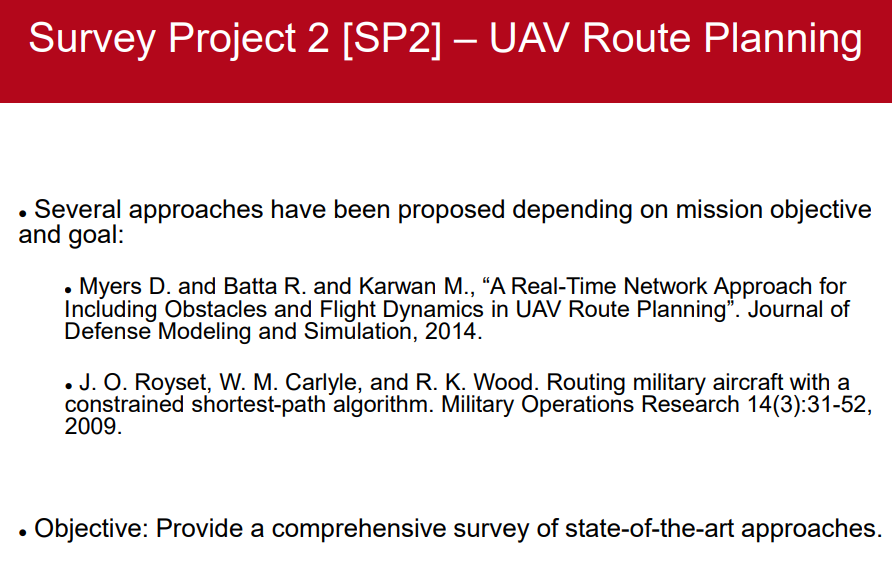 Survey Project 2 [SP2] – UAV Route Planning
• Several approaches have been proposed depending on mission objective
and goal:
• Myers D. and Batta R. and Karwan M., “A Real-Time Network Approach for
Including Obstacles and Flight Dynamics in UAV Route Planning”. Journal of
Defense Modeling and Simulation, 2014.
• J. O. Royset, W. M. Carlyle, and R. K. Wood. Routing military aircraft with a
constrained shortest-path algorithm. Military Operations Research 14(3):31-52,
2009.
• Objective: Provide a comprehensive survey of state-of-the-art approaches.